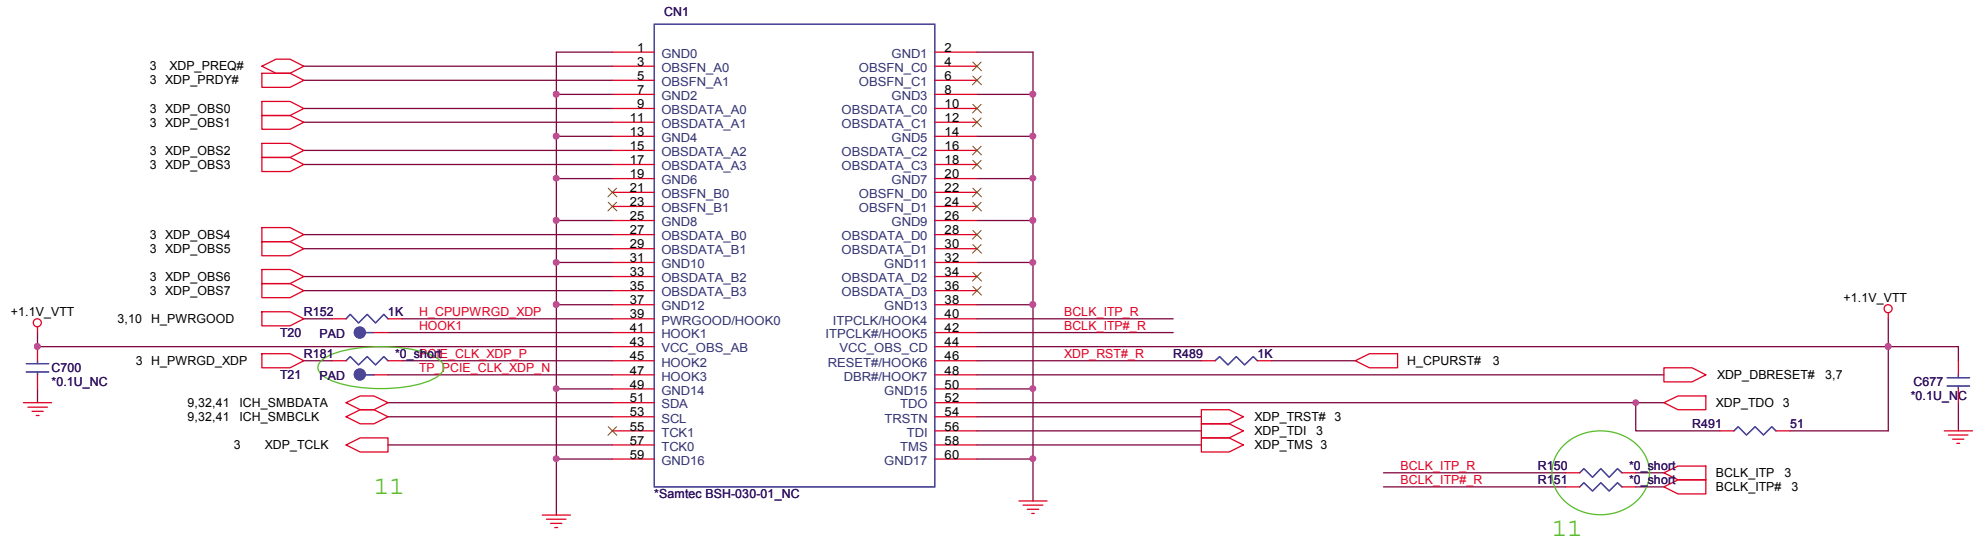 CN1
1 GND0 GND1 2
3 XDP_PREQ# 3 OBSFN_A0 OBSFN_C0 4
3 XDP_PRDY# 5 OBSFN_A1 OBSFN_C1 6
7 GND2 GND3 8
3 XDP_OBS0 9 OBSDATA_A0 OBSDATA_C0 10
3 XDP_OBS1 11 OBSDATA_A1 OBSDATA_C1 12
13 GND4 GND5 14
3 XDP_OBS2 15 OBSDATA_A2 OBSDATA_C2 16
3 XDP_OBS3 17 OBSDATA_A3 OBSDATA_C3 18
19 GND6 GND7 20
21 OBSFN_B0 OBSFN_D0 22
23 OBSFN_B1 OBSFN_D1 24
25 GND8 GND9 26
3 XDP_OBS4 27 OBSDATA_B0 OBSDATA_D0 28
3 XDP_OBS5 29 OBSDATA_B1 OBSDATA_D1 30
31 GND10 GND11 32
3 XDP_OBS6 33 OBSDATA_B2 OBSDATA_D2 34
3 XDP_OBS7 35 OBSDATA_B3 OBSDATA_D3 36
+1.1V_VTT 37 GND12 GND13 38 +1.1V_VTT
3,10 H_PWRGOOD R152 1K H_CPUPWRGD_XDP 39 PWRGOOD/HOOK0 ITPCLK/HOOK4 40 BCLK_ITP_R
T20 PAD HOOK1 41 HOOK1 ITPCLK#/HOOK5 42 BCLK_ITP#_R
43 VCC_OBS_AB VCC_OBS_CD 44
3 H_PWRGD_XDP R181 *0_short PCIE_CLK_XDP_P 45 HOOK2 RESET#/HOOK6 46 XDP_RST#_R R489 1K H_CPURST# 3
C700 T21 PAD TP_PCIE_CLK_XDP_N 47 HOOK3 DBR#/HOOK7 48 XDP_DBRESET# 3,7
*0.1U_NC 49 GND14 GND15 50 C677
9,32,41 ICH_SMBDATA 51 SDA TDO 52 XDP_TDO 3 *0.1U_NC
9,32,41 ICH_SMBCLK 53 SCL TRSTN 54 XDP_TRST# 3
55 TCK1 TDI 56 XDP_TDI 3 R491 51
3 XDP_TCLK 57 TCK0 TMS 58 XDP_TMS 3
59 GND16 GND17 60
BCLK_ITP_R R150 *0_short BCLK_ITP 3
BCLK_ITP#_R R151 *0_short BCLK_ITP# 3
11
*Samtec BSH-030-01_NC
11